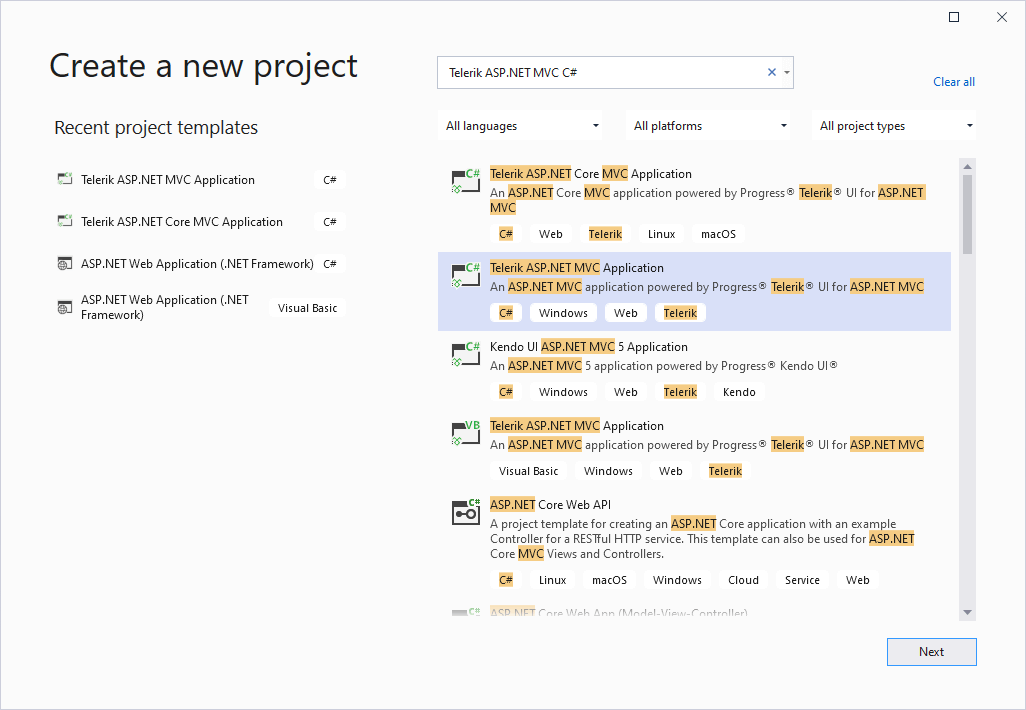 Create a new project
Telerik ASP.NET MVC C#
Clear all
Recent project templates
All languages
All platforms
All project types
Telerik ASP.NET MVC Application C#
Telerik ASP.NET Core MVC Application C#
ASP.NET Web Application (.NET Framework) C#
ASP.NET Web Application (.NET
Framework)
Visual Basic
C#
Telerik ASP.NET Core MVC Application
An ASP.NET Core MVC application powered by Progress® Telerik® UI for ASP.NET
MVC
C# Web Telerik Linux macOS
C#
Telerik ASP.NET MVC Application
An ASP.NET MVC application powered by Progress® Telerik® UI for ASP.NET MVC
C# Windows Web Telerik
C#
Kendo UI ASP.NET MVC 5 Application
An ASP.NET MVC 5 application powered by Progress® Kendo UI®
C# Windows Web Telerik Kendo
VB
Telerik ASP.NET MVC Application
An ASP.NET MVC application powered by Progress® Telerik® UI for ASP.NET MVC
Visual Basic Windows Web Telerik
C#
ASP.NET Core Web API
A project template for creating an ASP.NET Core application with an example
Controller for a RESTful HTTP service. This template can also be used for ASP.NET
Core MVC Views and Controllers.
C# Linux macOS Windows Cloud Service Web
C#
ASP.NET Core Web App (Model-View-Controller)
Next